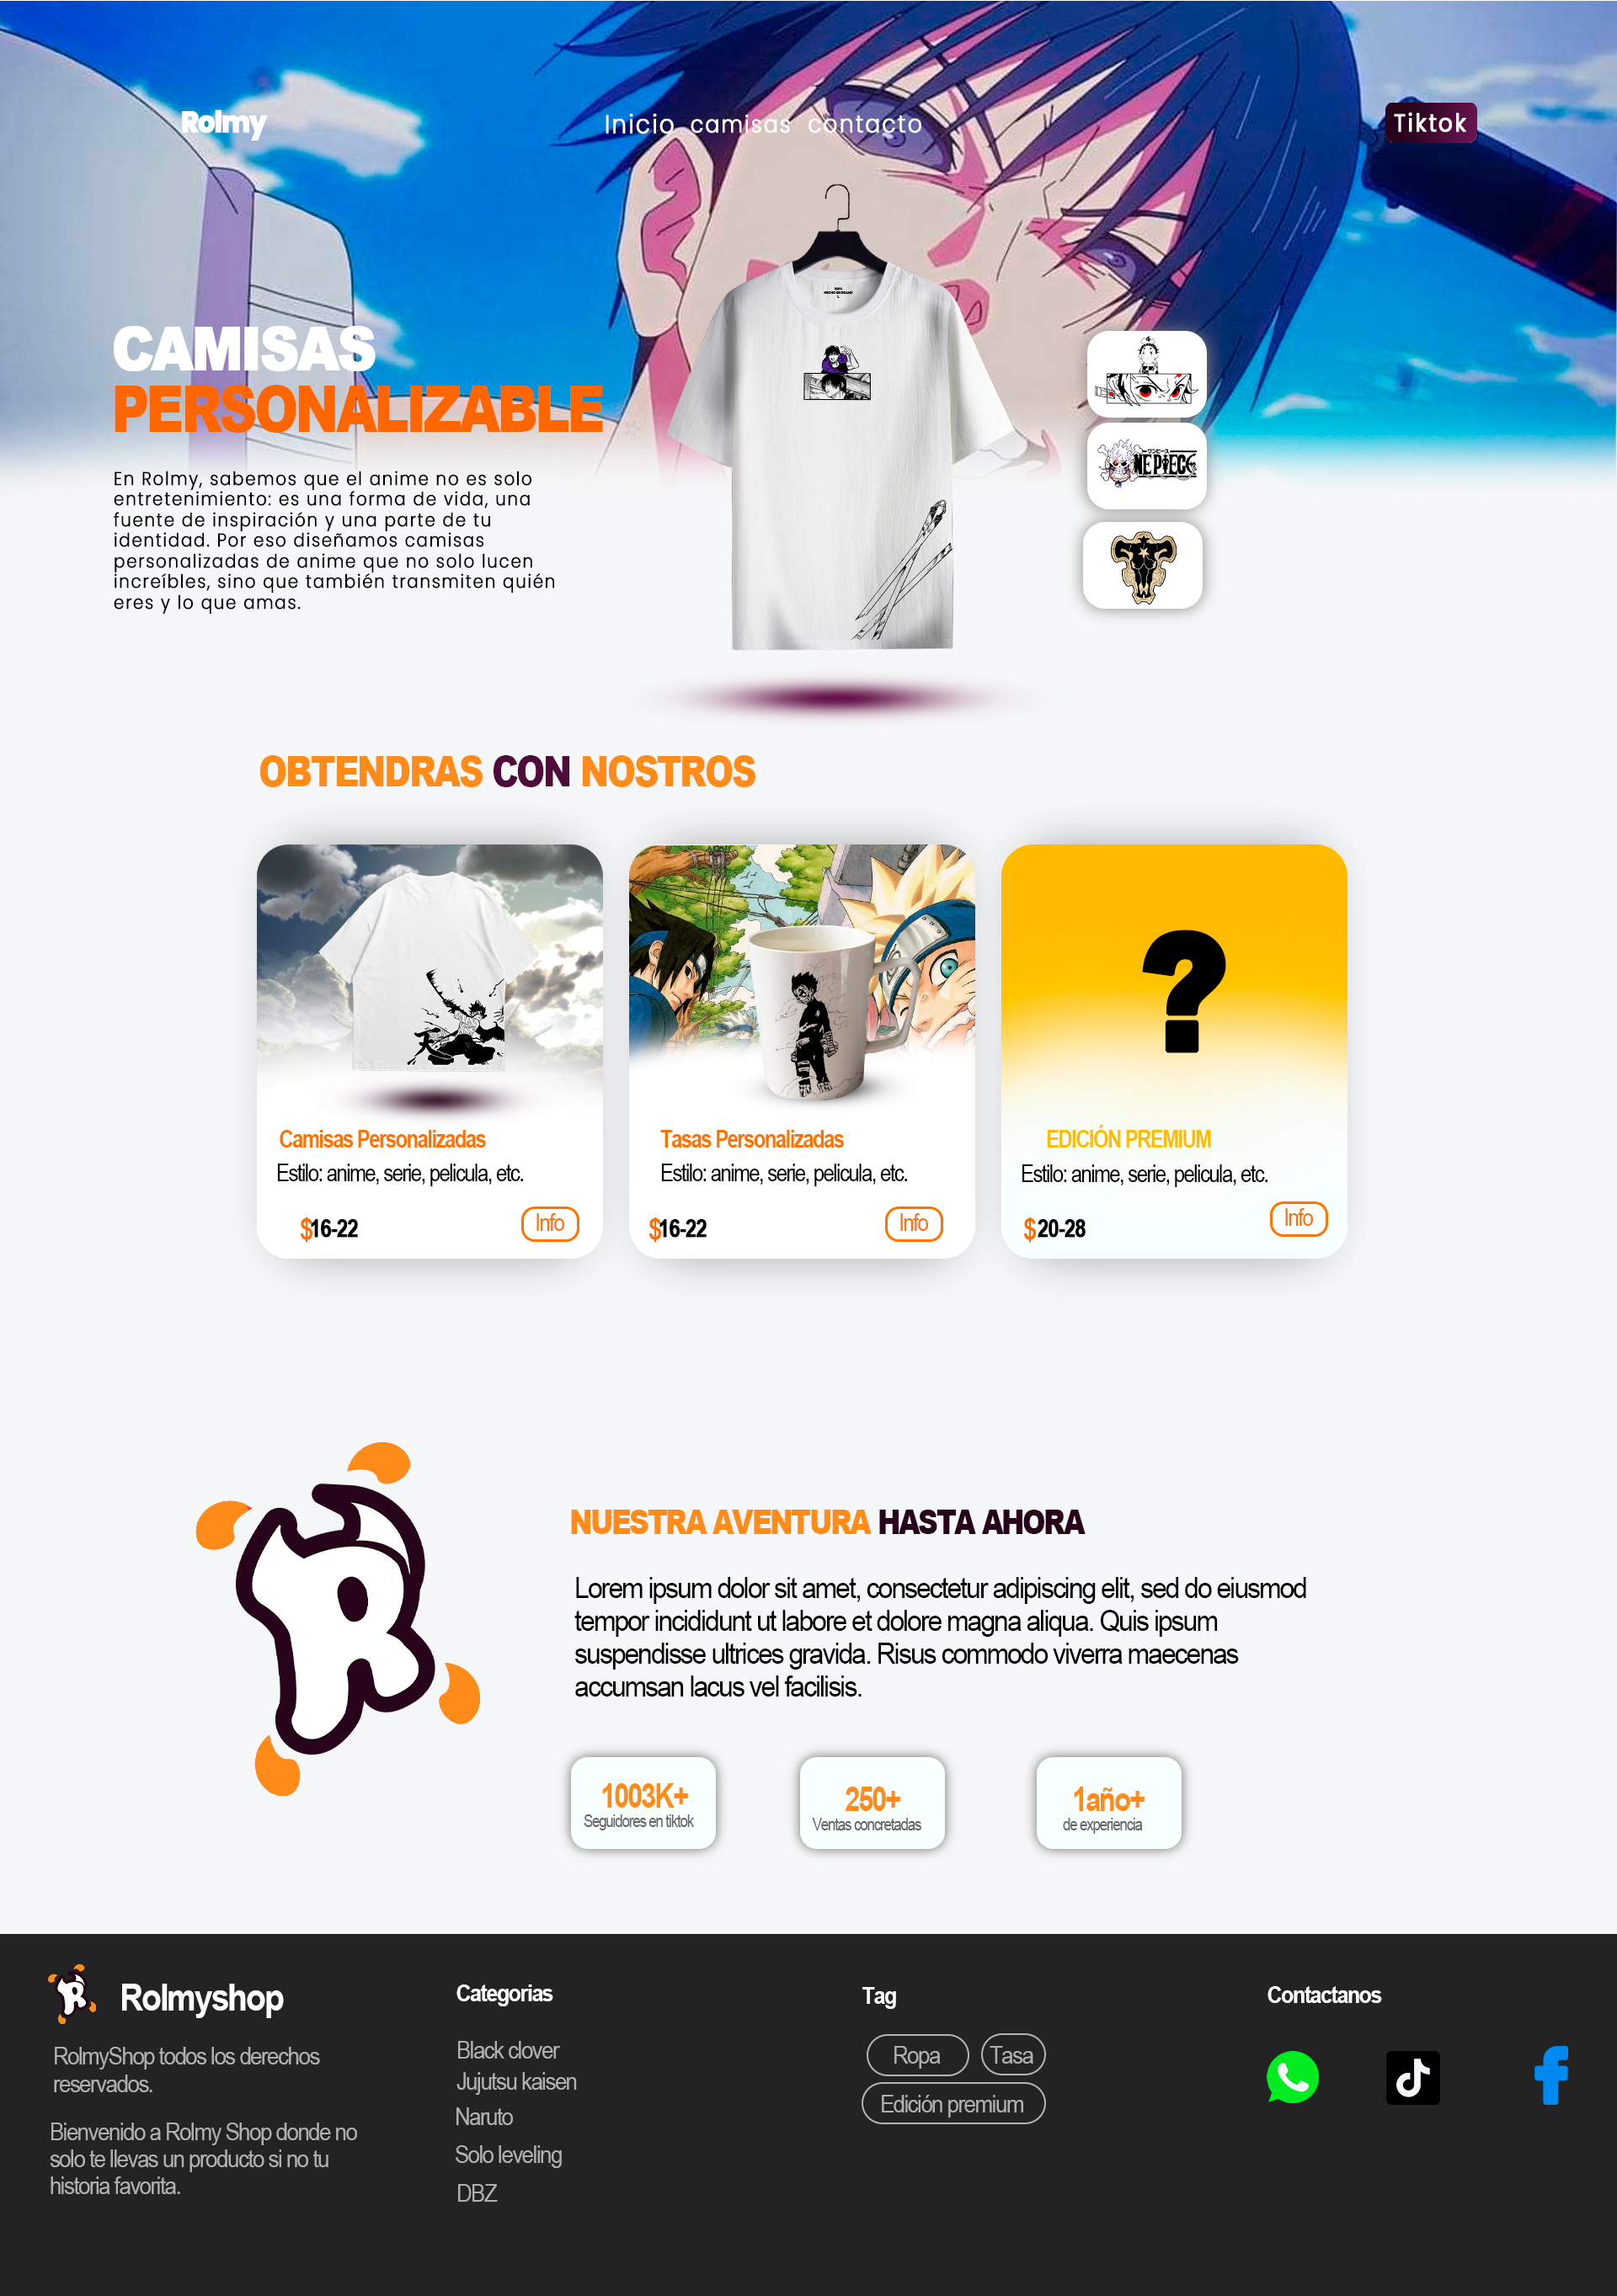 Rolmy
Inicio camisas contacto
Tiktok
CAMISAS
PERSONALIZABLE
En Rolmy, sabemos que el anime no es solo
entretenimiento: es una forma de vida, una
fuente de inspiración y una parte de tu
identidad. Por eso diseñamos camisas
personalizadas de anime que no solo lucen
increíbles, sino que también transmiten quién
eres y lo que amas.
ONE PIECE
OBTENDRAS CON NOSTROS
Camisas Personalizadas
Estilo: anime, serie, pelicula, etc.
$16-22
Info
Tasas Personalizadas
Estilo: anime, serie, pelicula, etc.
$16-22
Info
?
EDICIÓN PREMIUM
Estilo: anime, serie, pelicula, etc.
$20-28
Info
NUESTRA AVENTURA HASTA AHORA
Lorem ipsum dolor sit amet, consectetur adipiscing elit, sed do eiusmod
tempor incididunt ut labore et dolore magna aliqua. Quis ipsum
suspendisse ultrices gravida. Risus commodo viverra maecenas
accumsan lacus vel facilisis.
1003K+
Seguidores en tiktok
250+
Ventas concretadas
1año+
de experiencia
Rolmyshop
RolmyShop todos los derechos
reservados.
Bienvenido a Rolmy Shop donde no
solo te llevas un producto si no tu
historia favorita.
Categorias
Black clover
Jujutsu kaisen
Naruto
Solo leveling
DBZ
Tag
Ropa
Tasa
Edición premium
Contactanos